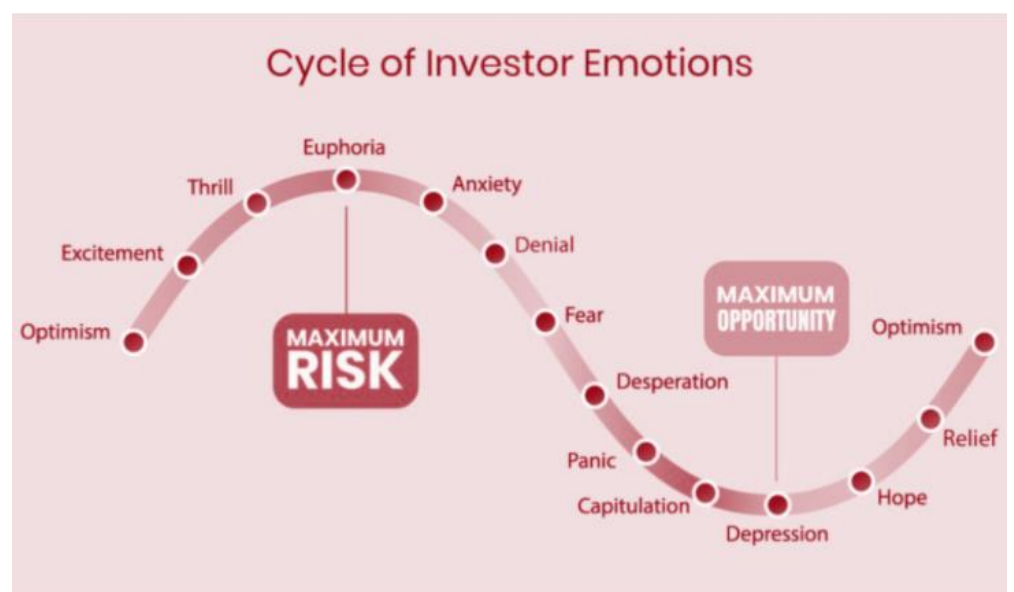 Cycle of Investor Emotions
Optimism
Excitement
Thrill
Euphoria
MAXIMUM
RISK
Anxiety
Denial
Fear
Desperation
Panic
Capitulation
Depression
MAXIMUM
OPPORTUNITY
Hope
Relief
Optimism